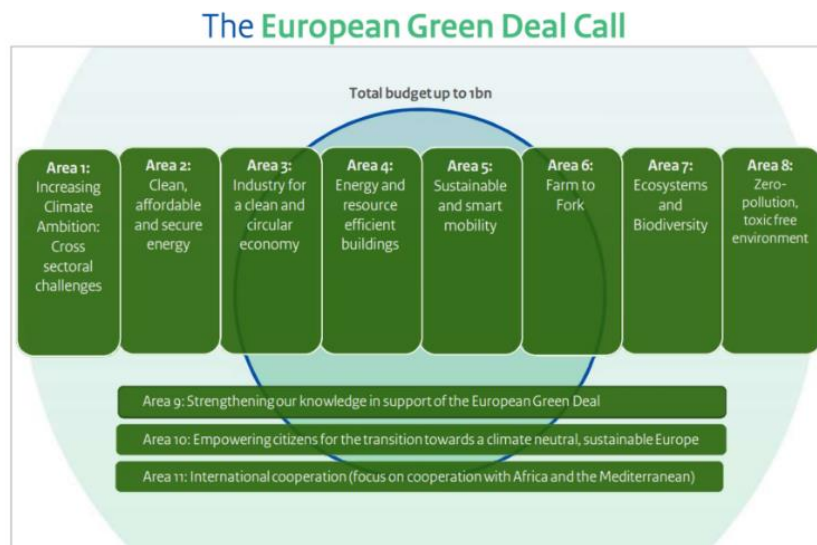 The European Green Deal Call
Total budget up to 1bn
Area 1:
Increasing
Climate
Ambition:
Cross
sectoral
challenges
Area 2:
Clean,
affordable
and secure
energy
Area 3:
Industry for
a clean and
circular
economy
Area 4:
Energy and
resource
efficient
buildings
Area 5:
Sustainable
and smart
mobility
Area 6:
Farm to
Fork
Area 7:
Ecosystems
and
Biodiversity
Area 8:
Zero-
pollution,
toxic free
environment
Area 9: Strengthening our knowledge in support of the European Green Deal
Area 10: Empowering citizens for the transition towards a climate neutral, sustainable Europe
Area 11: International cooperation (focus on cooperation with Africa and the Mediterranean)